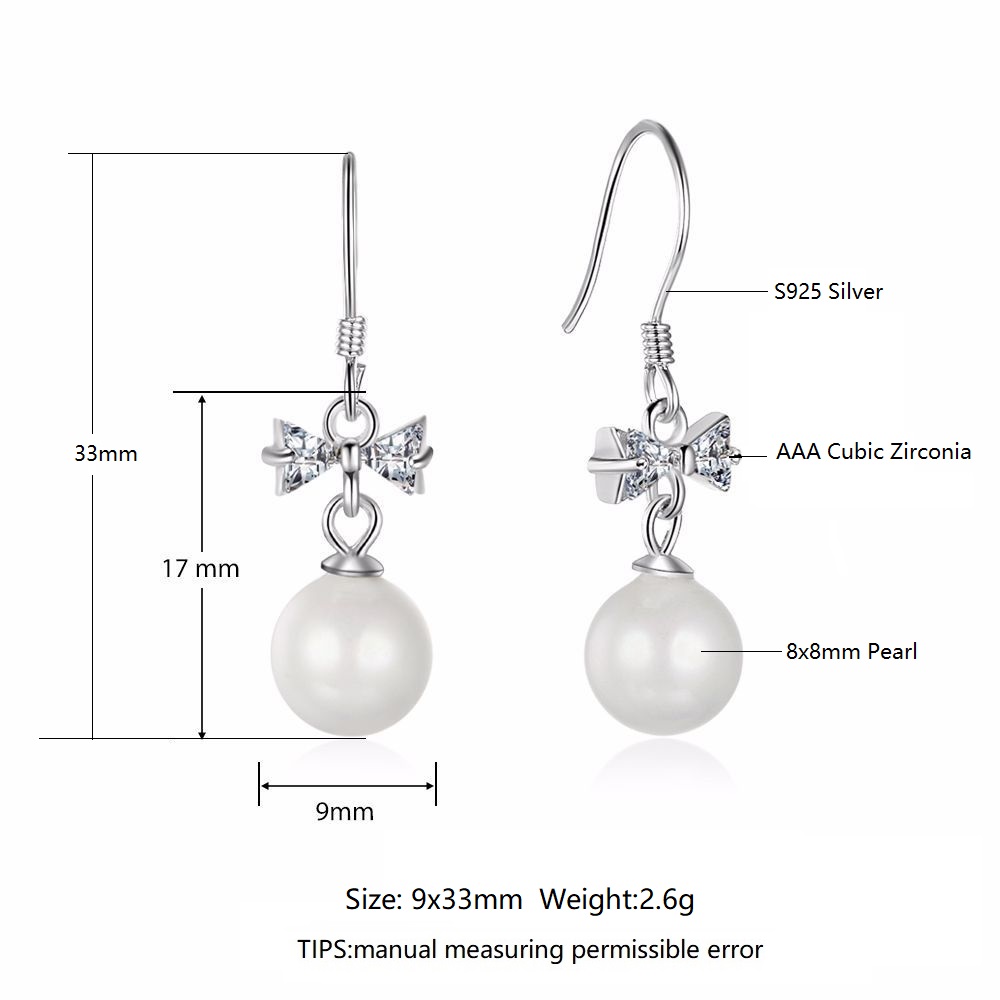 S925 Silver
33mm
AAA Cubic Zirconia
17 mm
8x8mm Pearl
9mm
Size: 9x33mm  Weight:2.6g
TIPS:manual measuring permissible error